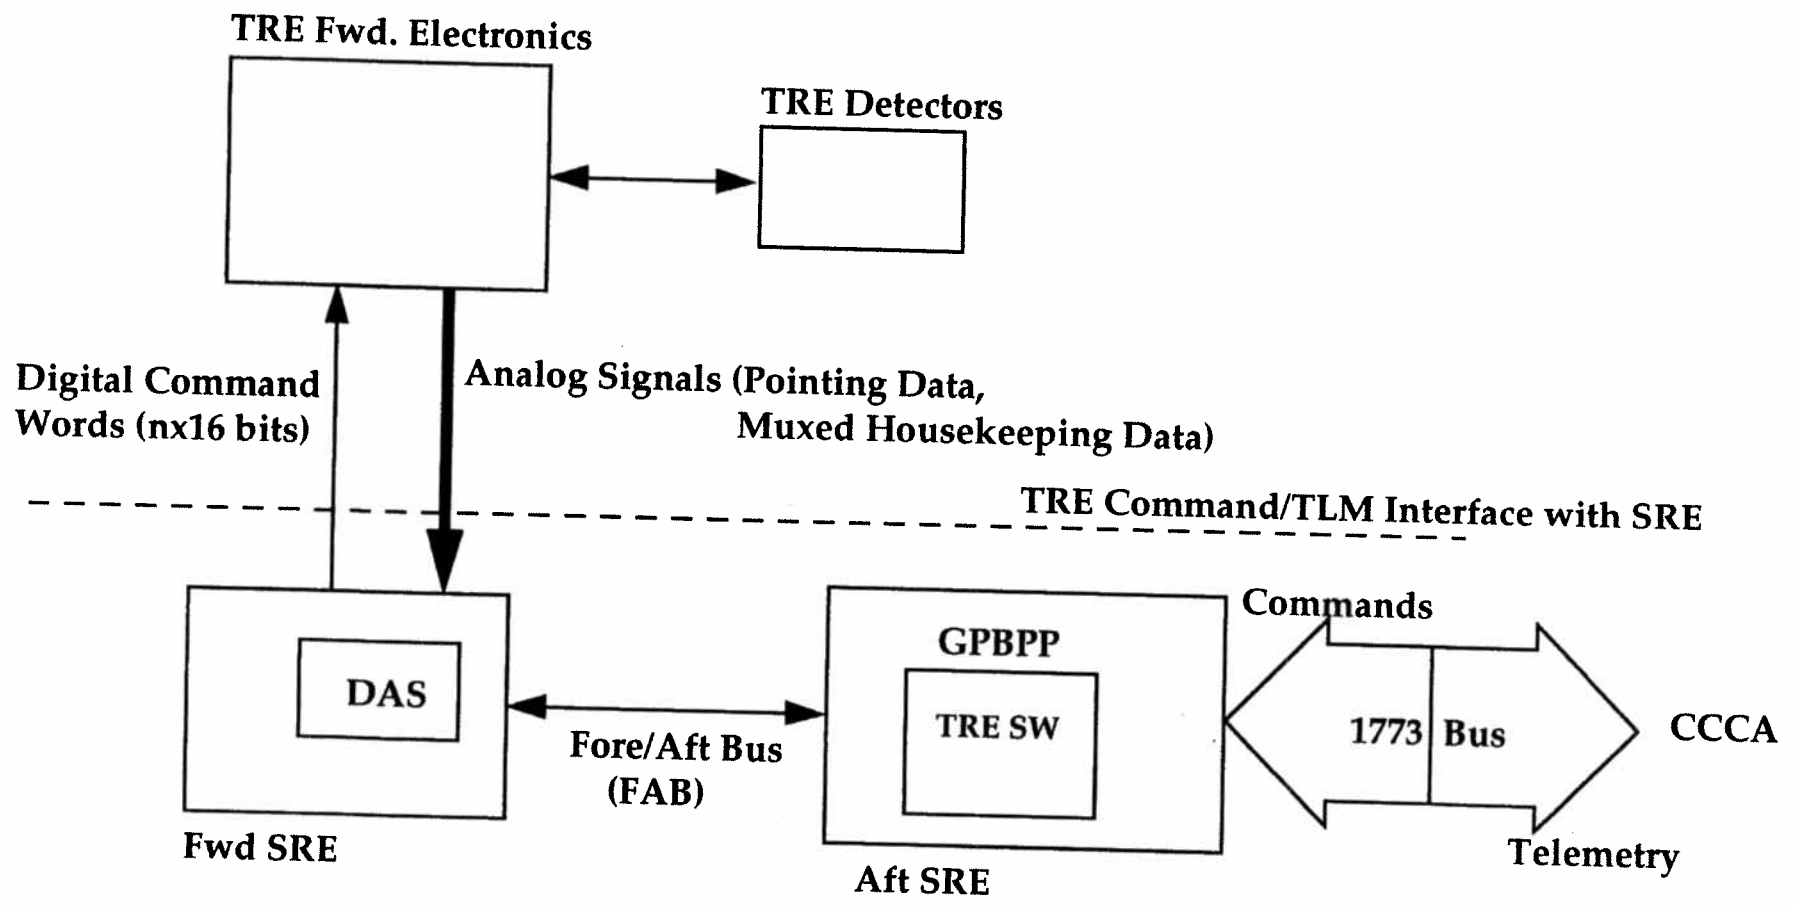 TRE Fwd. Electronics
TRE Detectors
Digital Command
Words (nx16 bits)
Analog Signals (Pointing Data,
Muxed Housekeeping Data)
TRE Command/TLM Interface with SRE
DAS
Fwd SRE
Fore/Aft Bus
(FAB)
GPBPP
TRE SW
Aft SRE
Commands
1773 Bus
Telemetry
CCCA